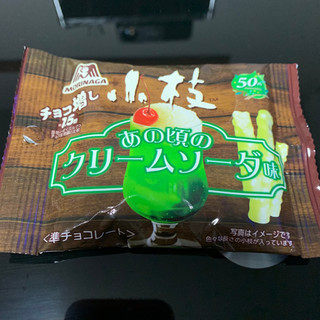 MORINAGA
小枝
チョコ増し
50
あの頃の
クリームソーダ味
<準チョコレート>
写真はイメージです